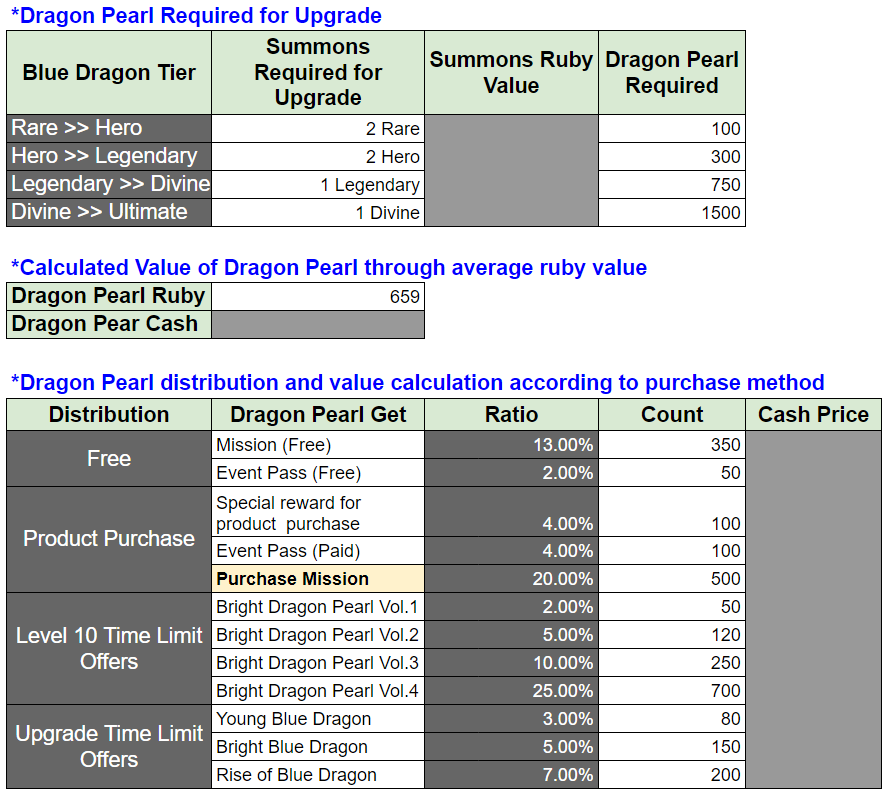 *Dragon Pearl Required for Upgrade
Blue Dragon Tier
Summons
Required for
Upgrade
Summons Ruby
Value
Dragon Pearl
Required
Rare >> Hero
2 Rare
100
Hero >> Legendary
2 Hero
300
Legendary >> Divine
1 Legendary
750
Divine >> Ultimate
1 Divine
1500
*Calculated Value of Dragon Pearl through average ruby value
Dragon Pearl Ruby
659
Dragon Pear Cash
*Dragon Pearl distribution and value calculation according to purchase method
Distribution
Dragon Pearl Get
Ratio
Count
Cash Price
Free
Mission (Free)
13.00%
350
Event Pass (Free)
2.00%
50
Product Purchase
Special reward for
product purchase
4.00%
100
Event Pass (Paid)
4.00%
100
Purchase Mission
20.00%
500
Level 10 Time Limit
Offers
Bright Dragon Pearl Vol.1
2.00%
50
Bright Dragon Pearl Vol.2
5.00%
120
Bright Dragon Pearl Vol.3
10.00%
250
Bright Dragon Pearl Vol.4
25.00%
700
Upgrade Time Limit
Offers
Young Blue Dragon
3.00%
80
Bright Blue Dragon
5.00%
150
Rise of Blue Dragon
7.00%
200